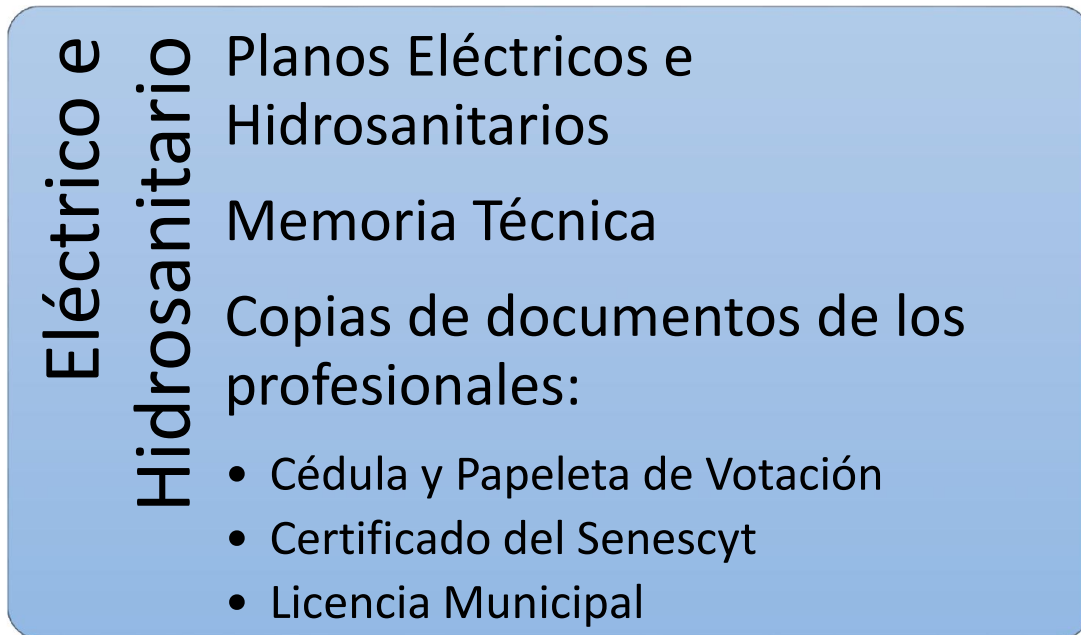 Eléctrico e
Hidrosanitario
Planos Eléctricos e
Hidrosanitarios
Memoria Técnica
Copias de documentos de los
profesionales:
• Cédula y Papeleta de Votación
• Certificado del Senescyt
• Licencia Municipal